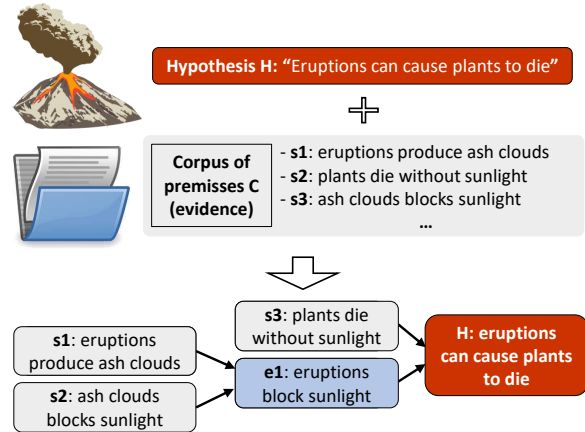 Hypothesis H: “Eruptions can cause plants to die”
Corpus of
premisses C
(evidence)
- s1: eruptions produce ash clouds
- s2: plants die without sunlight
- s3: ash clouds blocks sunlight
...
s1: eruptions
produce ash clouds
s2: ash clouds
blocks sunlight
s3: plants die
without sunlight
e1: eruptions
block sunlight
H: eruptions
can cause plants
to die